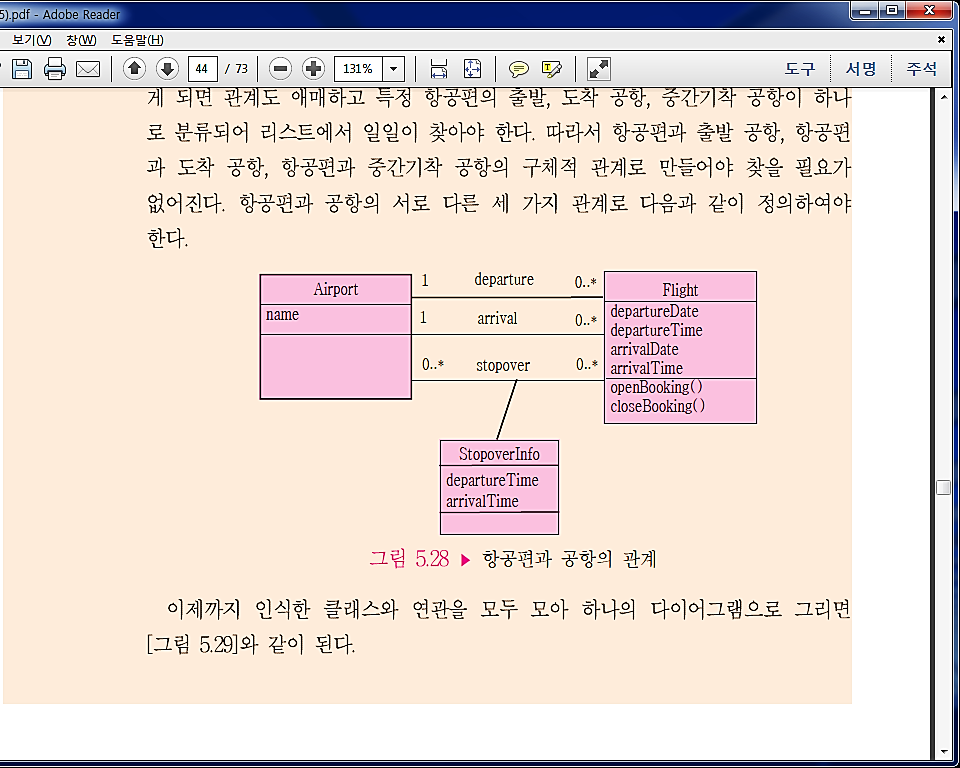 5).pdf - Adobe Reader
보기(V) 창(W) 도움말(H)
44 / 73 131% 도구 서명 주석
게 되면 관계도 애매하고 특정 항공편의 출발, 도착 공항, 중간기착 공항이 하나
로 분류되어 리스트에서 일일이 찾아야 한다. 따라서 항공편과 출발 공항, 항공편
과 도착 공항, 항공편과 중간기착 공항의 구체적 관계로 만들어야 찾을 필요가
없어진다. 항공편과 공항의 서로 다른 세 가지 관계로 다음과 같이 정의하여야
한다.
Airport
name
1 departure 0..*
1 arrival 0..*
0..* stopover 0..*
Flight
departureDate
departureTime
arrivalDate
arrivalTime
openBooking()
closeBooking()
StopoverInfo
departureTime
arrivalTime
그림 5.28 ▶ 항공편과 공항의 관계
이제까지 인식한 클래스와 연관을 모두 모아 하나의 다이어그램으로 그리면
[그림 5.29]와 같이 된다.